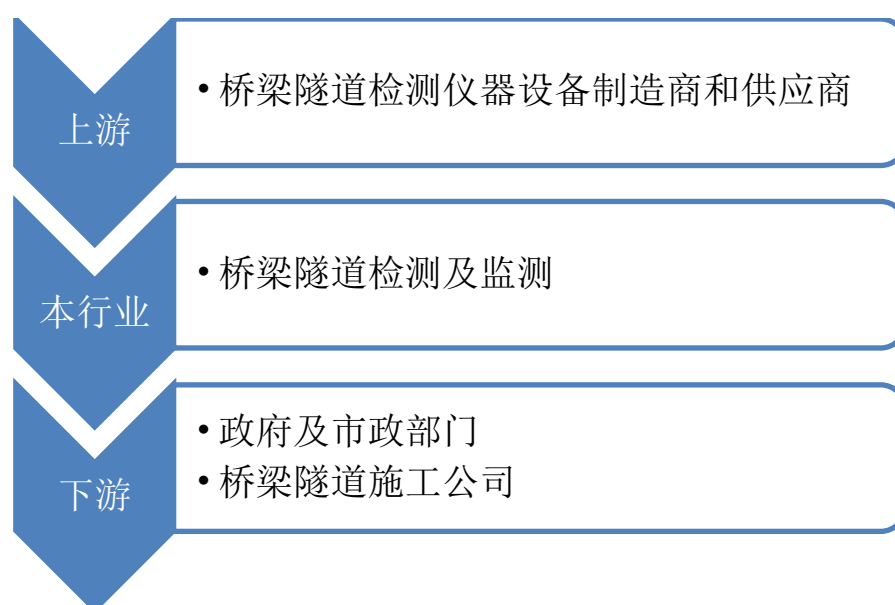 上游
•桥梁隧道检测仪器设备制造商和供应商
本行业
•桥梁隧道检测及监测
下游
•政府及市政部门
•桥梁隧道施工公司